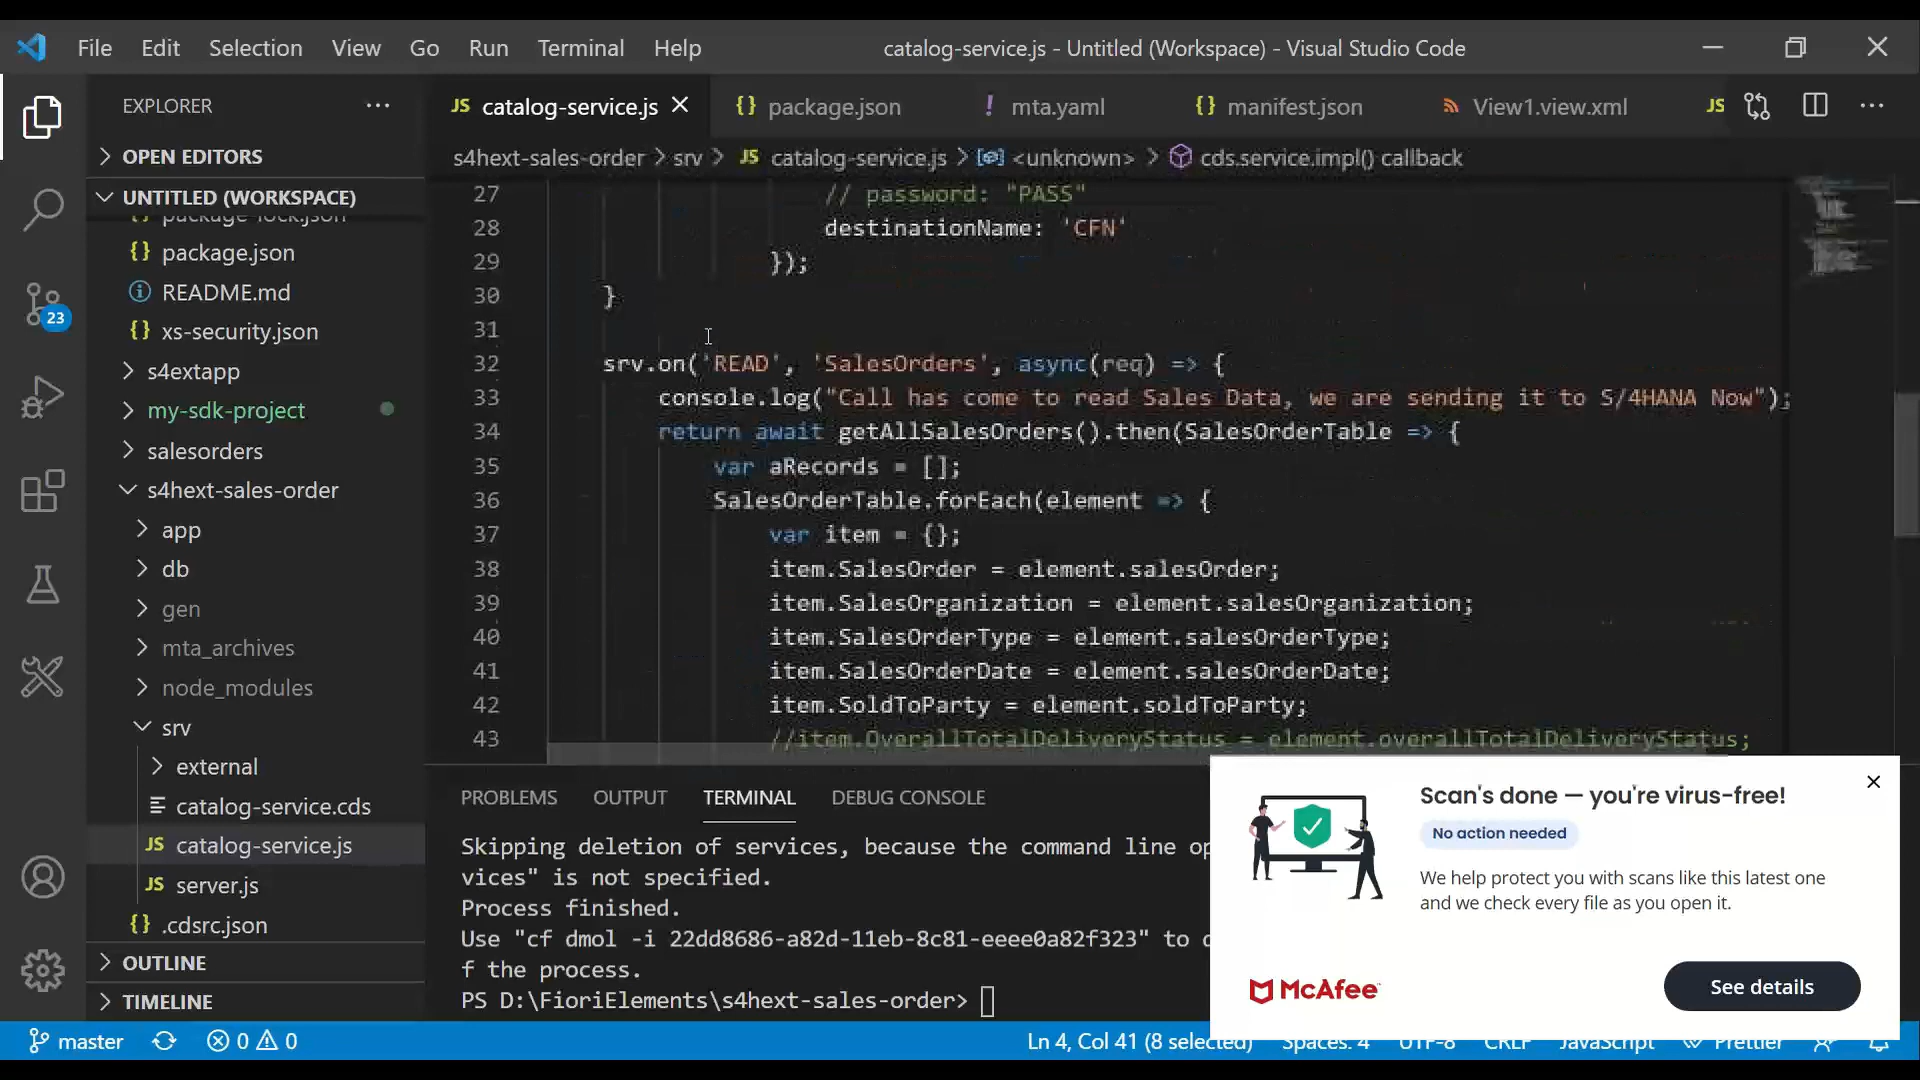 File Edit Selection View Go Run Terminal Help
catalog-service.js - Untitled (Workspace) - Visual Studio Code
EXPLORER
OPEN EDITORS
UNTITLED (WORKSPACE)
package-lock.json
package.json
README.md
xs-security.json
s4extapp
my-sdk-project
salesorders
s4hext-sales-order
app
db
gen
mta_archives
node_modules
srv
external
catalog-service.cds
JS catalog-service.js
JS server.js
{} .cdsrc.json
OUTLINE
TIMELINE
23
JS catalog-service.js
{} package.json
! mta.yaml
{} manifest.json
View1.view.xml
JS
s4hext-sales-order > srv > JS catalog-service.js > <unknown> > cds.service.impl() callback
27 // password: "PASS"
28 destinationName: 'CFN'
29 });
30 }
31
32 srv.on('READ', 'SalesOrders', async(req) => {
33 console.log("Call has come to read Sales Data, we are sending it to S/4HANA Now");
34 return await getAllSalesOrders().then(SalesOrderTable => {
35 var aRecords = [];
36 SalesOrderTable.forEach(element => {
37 var item = {};
38 item.SalesOrder = element.salesOrder;
39 item.SalesOrganization = element.salesOrganization;
40 item.SalesOrderType = element.salesOrderType;
41 item.SalesOrderDate = element.salesOrderDate;
42 item.SoldToParty = element.soldToParty;
43 //item.OverallTotalDeliveryStatus = element.overallTotalDeliveryStatus;
PROBLEMS OUTPUT TERMINAL DEBUG CONSOLE
Skipping deletion of services, because the command line op
vices" is not specified.
Process finished.
Use "cf dmol -i 22dd8686-a82d-11eb-8c81-eeee0a82f323" to
f the process.
PS D:\FioriElements\s4hext-sales-order>
Scan's done — you're virus-free!
No action needed
We help protect you with scans like this latest one
and we check every file as you open it.
McAfee
See details
master 0 0
Ln 4, Col 41 (8 selected) Spaces: 4 UTF-8 CRLF JavaScript Prettier